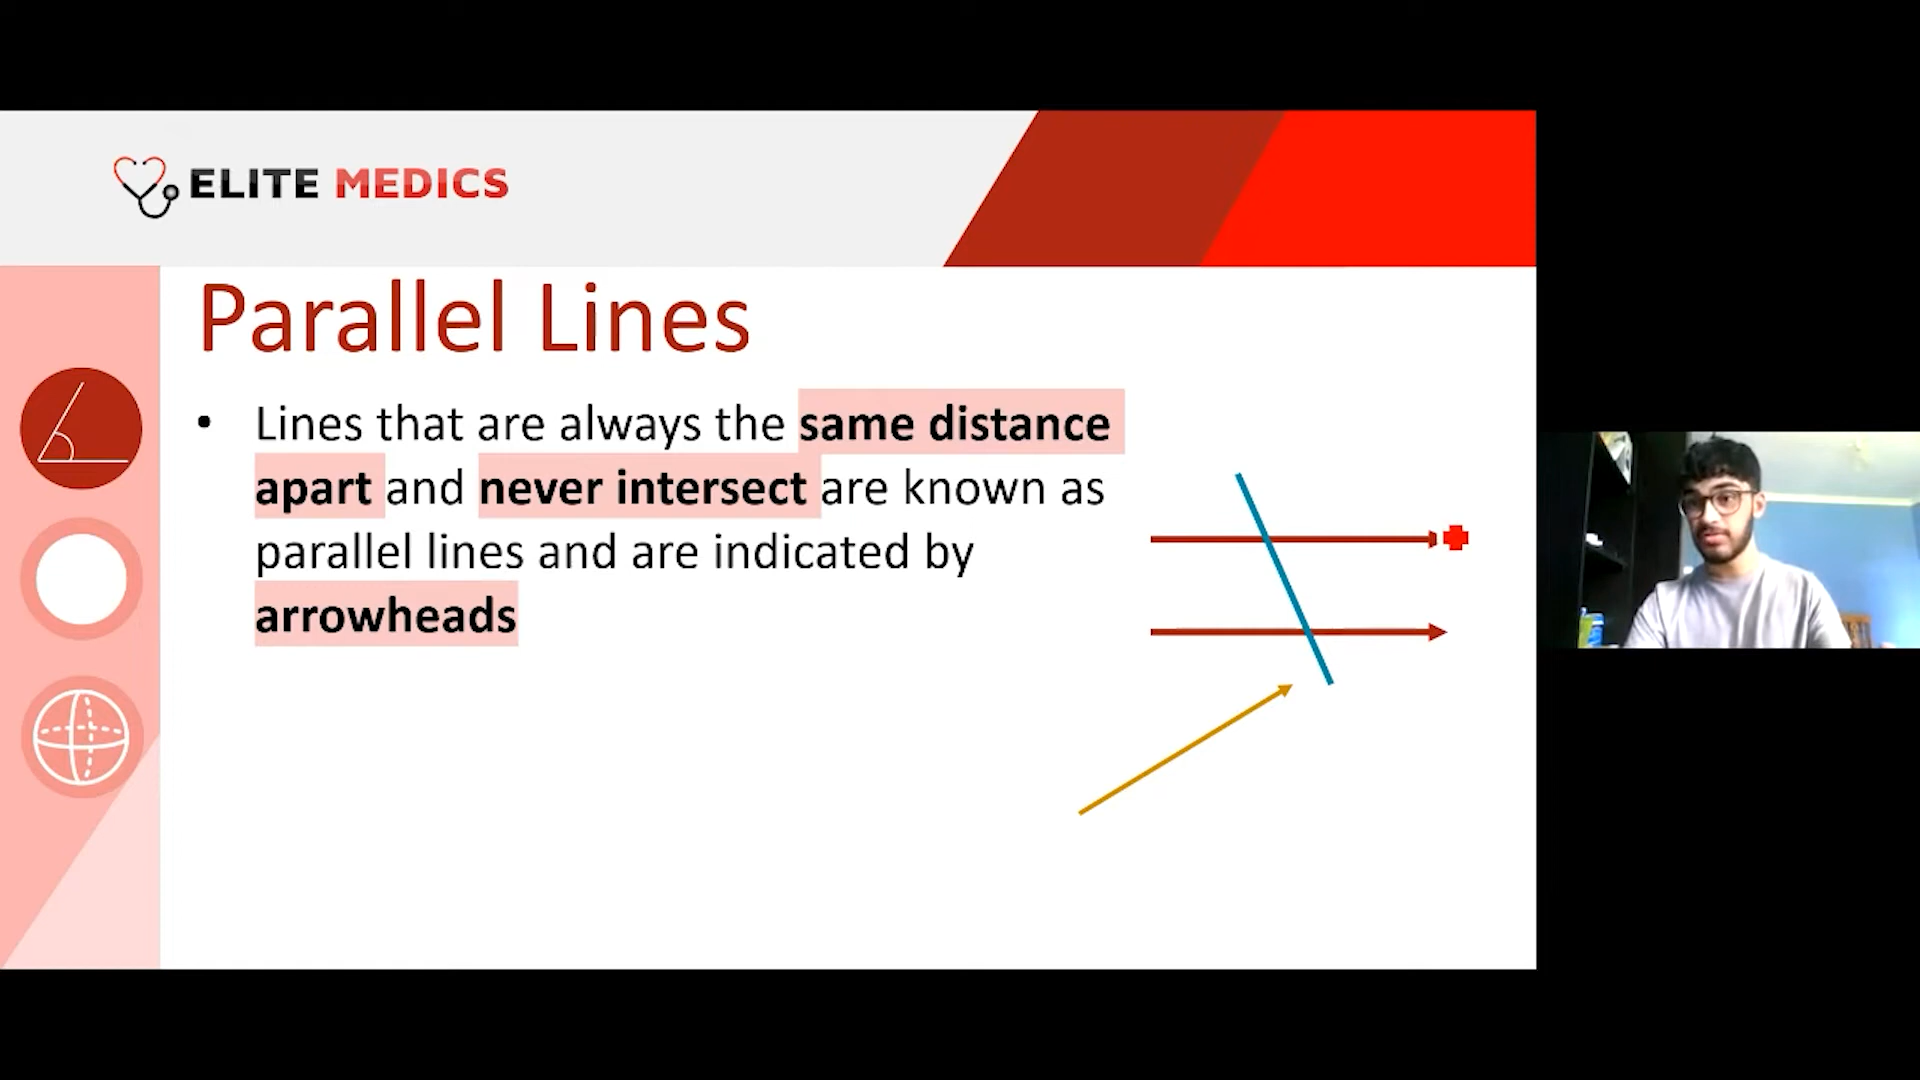 ELITE MEDICS
Parallel Lines
• Lines that are always the same distance
apart and never intersect are known as
parallel lines and are indicated by
arrowheads